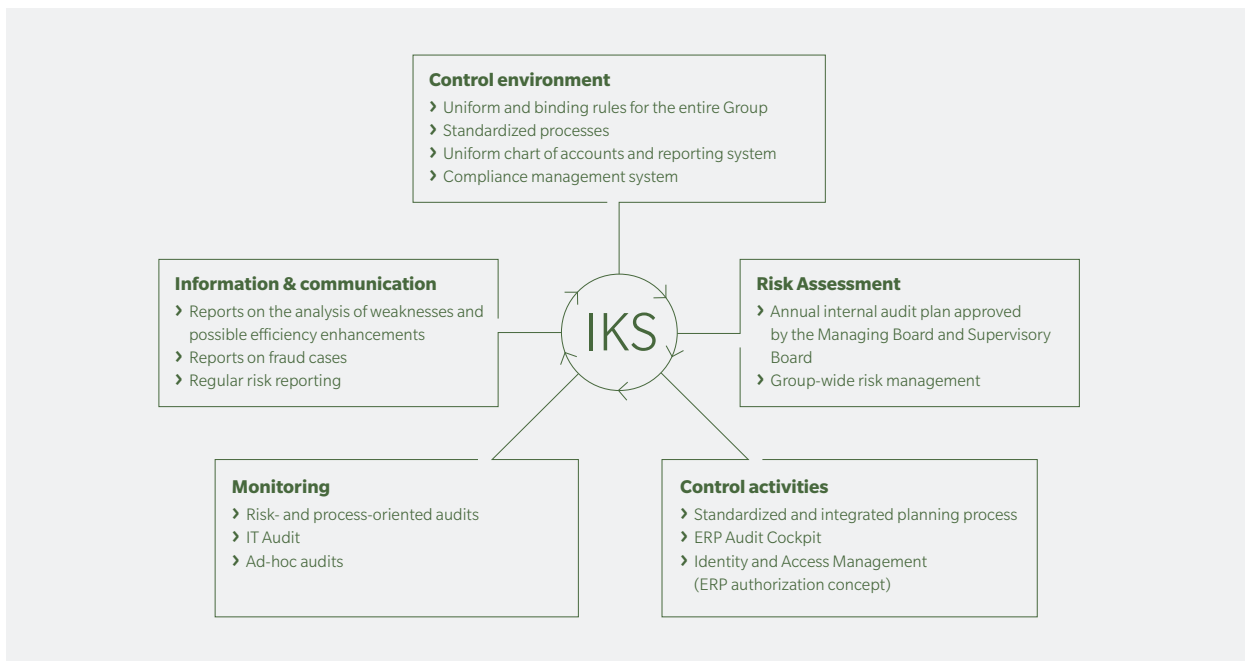 Control environment
› Uniform and binding rules for the entire Group
› Standardized processes
› Uniform chart of accounts and reporting system
› Compliance management system
Information & communication
› Reports on the analysis of weaknesses and
possible efficiency enhancements
› Reports on fraud cases
› Regular risk reporting
IKS
Risk Assessment
› Annual internal audit plan approved
by the Managing Board and Supervisory
Board
› Group-wide risk management
Monitoring
› Risk- and process-oriented audits
› IT Audit
› Ad-hoc audits
Control activities
› Standardized and integrated planning process
› ERP Audit Cockpit
› Identity and Access Management
(ERP authorization concept)